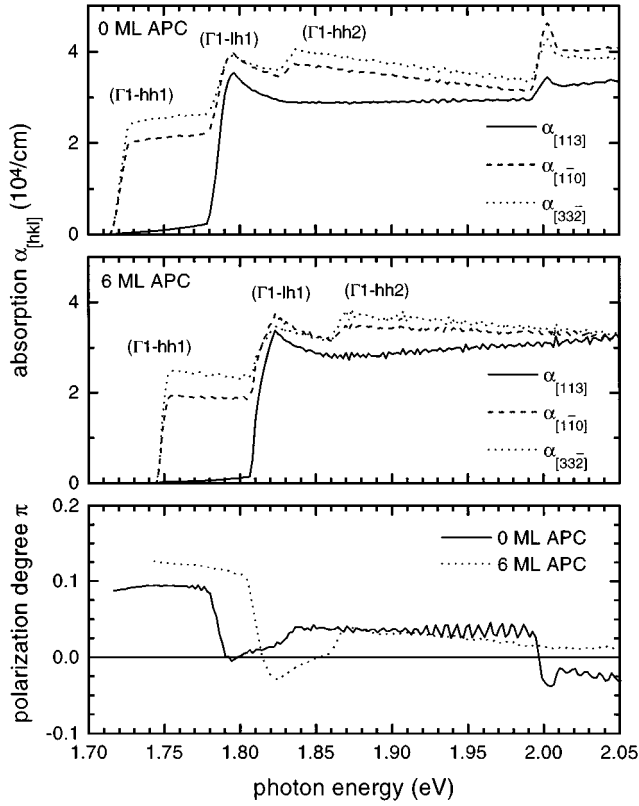 0 ML APC
(Γ1-lh1)
(Γ1-hh2)
(Γ1-hh1)
α[113]
α[11̄0]
α[332̄]
4
2
0
6 ML APC
(Γ1-lh1)
(Γ1-hh2)
(Γ1-hh1)
α[113]
α[11̄0]
α[332̄]
4
2
0
absorption α[hkl] (10⁴/cm)
0 ML APC
6 ML APC
0.2
0.1
0.0
-0.1
polarization degree π
1.70 1.75 1.80 1.85 1.90 1.95 2.00 2.05
photon energy (eV)